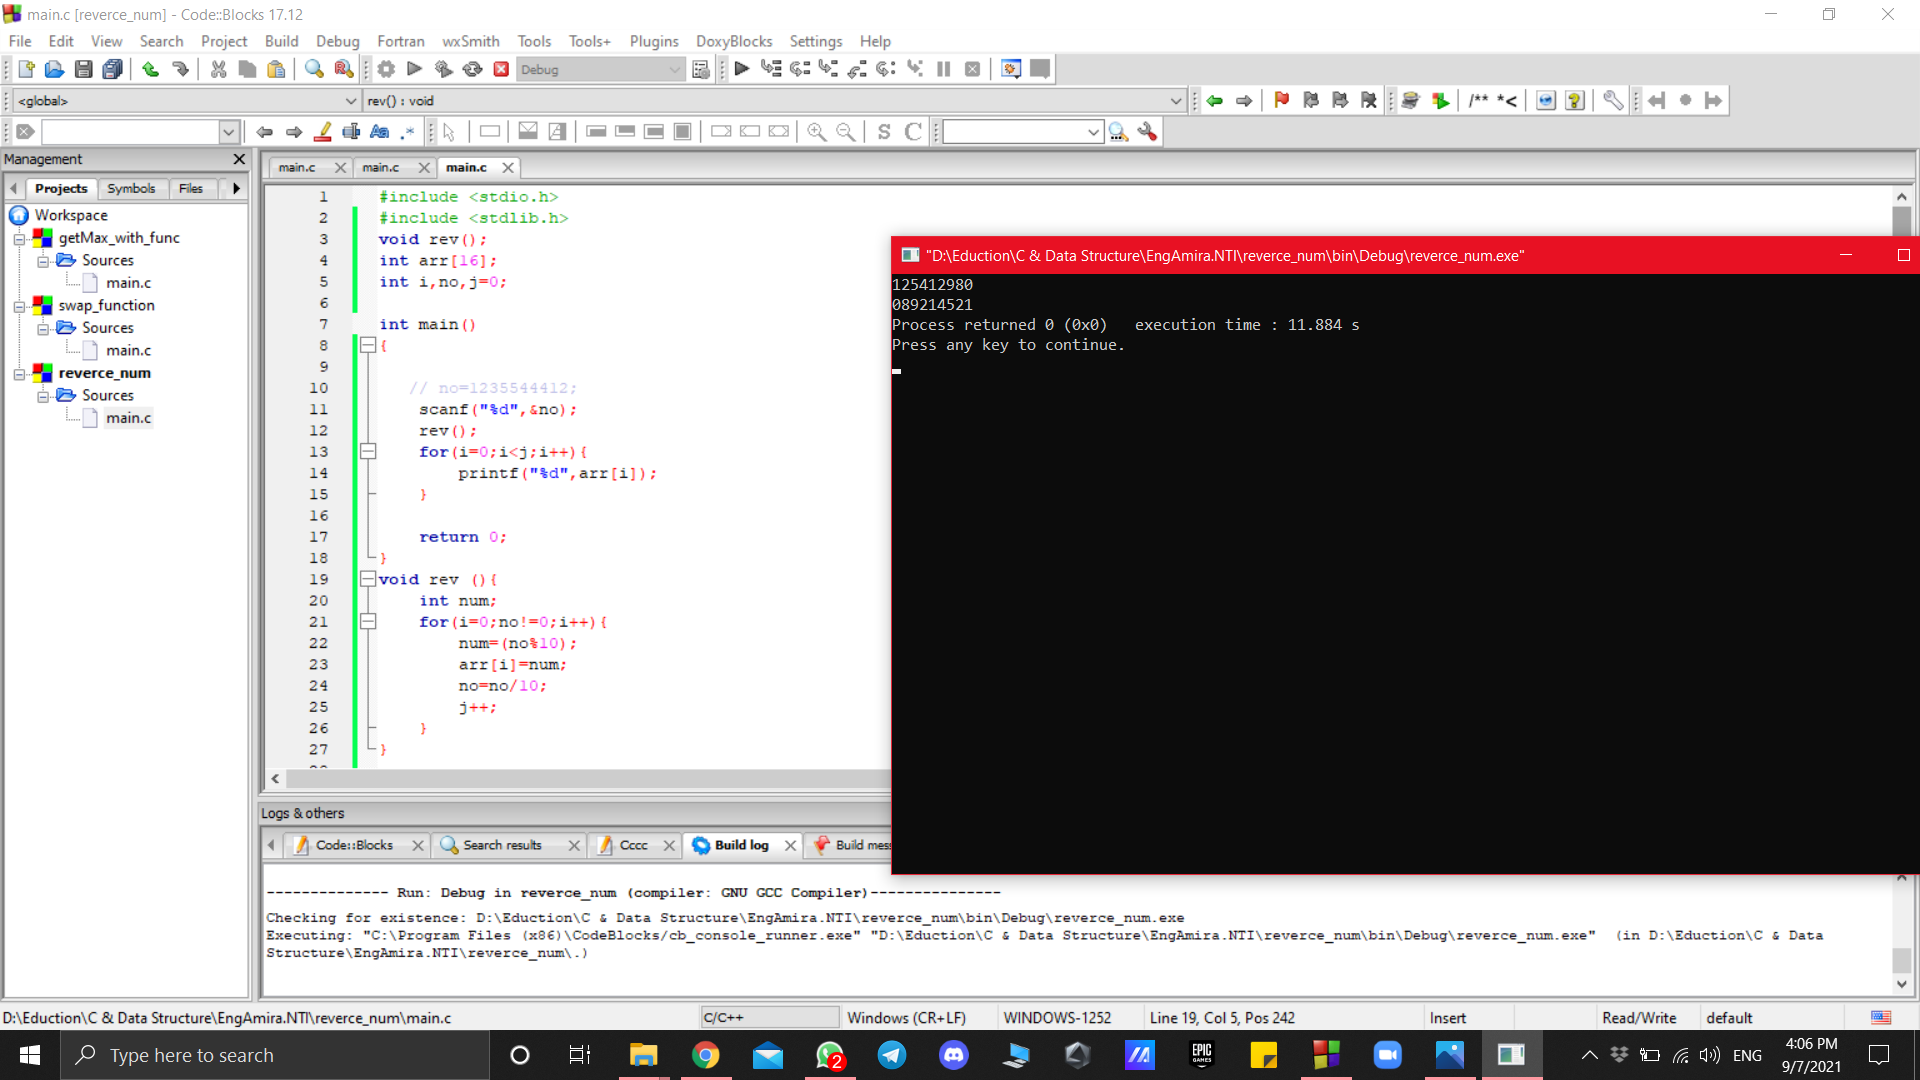 main.c [reverce_num] - Code::Blocks 17.12
File Edit View Search Project Build Debug Fortran wxSmith Tools Tools+ Plugins DoxyBlocks Settings Help
Debug
<global> rev() : void
/** *<
Aa .*
S C
Management
main.c main.c main.c
Projects Symbols Files
Workspace
getMax_with_func
Sources
main.c
swap_function
Sources
main.c
reverce_num
Sources
main.c
1 #include <stdio.h>
2 #include <stdlib.h>
3 void rev();
4 int arr[16];
5 int i,no,j=0;
6
7 int main()
8 {
9
10 // no=1235544412;
11 scanf("%d",&no);
12 rev();
13 for(i=0;i<j;i++){
14 printf("%d",arr[i]);
15 }
16
17 return 0;
18 }
19 void rev (){
20 int num;
21 for(i=0;no!=0;i++){
22 num=(no%10);
23 arr[i]=num;
24 no=no/10;
25 j++;
26 }
27 }
"D:\Eduction\C & Data Structure\EngAmira.NTI\reverce_num\bin\Debug\reverce_num.exe"
125412980
089214521
Process returned 0 (0x0)   execution time : 11.884 s
Press any key to continue.
Logs & others
Code::Blocks Search results Cccc Build log Build mes
-------------- Run: Debug in reverce_num (compiler: GNU GCC Compiler)---------------
Checking for existence: D:\Eduction\C & Data Structure\EngAmira.NTI\reverce_num\bin\Debug\reverce_num.exe
Executing: "C:\Program Files (x86)\CodeBlocks/cb_console_runner.exe" "D:\Eduction\C & Data Structure\EngAmira.NTI\reverce_num\bin\Debug\reverce_num.exe"  (in D:\Eduction\C & Data
Structure\EngAmira.NTI\reverce_num\.)
D:\Eduction\C & Data Structure\EngAmira.NTI\reverce_num\main.c C/C++ Windows (CR+LF) WINDOWS-1252 Line 19, Col 5, Pos 242 Insert Read/Write default
Type here to search
2
EPIC GAMES
ENG
4:06 PM
9/7/2021